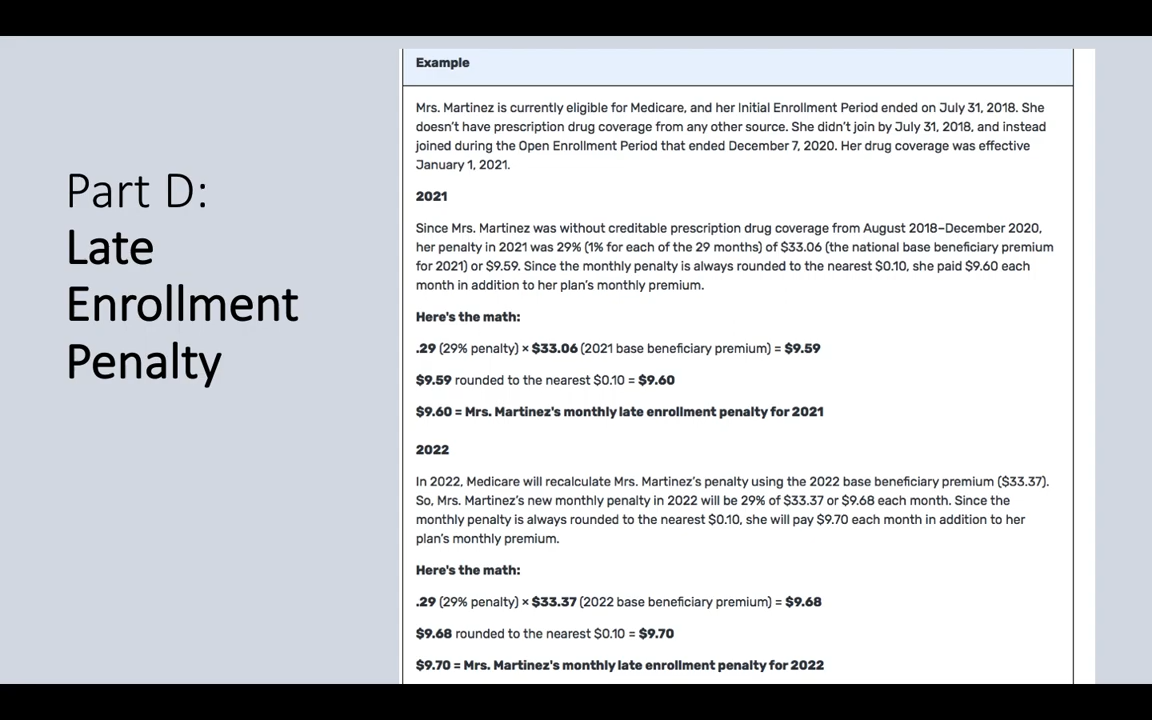 Part D:
Late
Enrollment
Penalty
Example
Mrs. Martinez is currently eligible for Medicare, and her Initial Enrollment Period ended on July 31, 2018. She
doesn't have prescription drug coverage from any other source. She didn't join by July 31, 2018, and instead
joined during the Open Enrollment Period that ended December 7, 2020. Her drug coverage was effective
January 1, 2021.
2021
Since Mrs. Martinez was without creditable prescription drug coverage from August 2018–December 2020,
her penalty in 2021 was 29% (1% for each of the 29 months) of $33.06 (the national base beneficiary premium
for 2021) or $9.59. Since the monthly penalty is always rounded to the nearest $0.10, she paid $9.60 each
month in addition to her plan's monthly premium.
Here's the math:
.29 (29% penalty) × $33.06 (2021 base beneficiary premium) = $9.59
$9.59 rounded to the nearest $0.10 = $9.60
$9.60 = Mrs. Martinez's monthly late enrollment penalty for 2021
2022
In 2022, Medicare will recalculate Mrs. Martinez's penalty using the 2022 base beneficiary premium ($33.37).
So, Mrs. Martinez's new monthly penalty in 2022 will be 29% of $33.37 or $9.68 each month. Since the
monthly penalty is always rounded to the nearest $0.10, she will pay $9.70 each month in addition to her
plan's monthly premium.
Here's the math:
.29 (29% penalty) × $33.37 (2022 base beneficiary premium) = $9.68
$9.68 rounded to the nearest $0.10 = $9.70
$9.70 = Mrs. Martinez's monthly late enrollment penalty for 2022